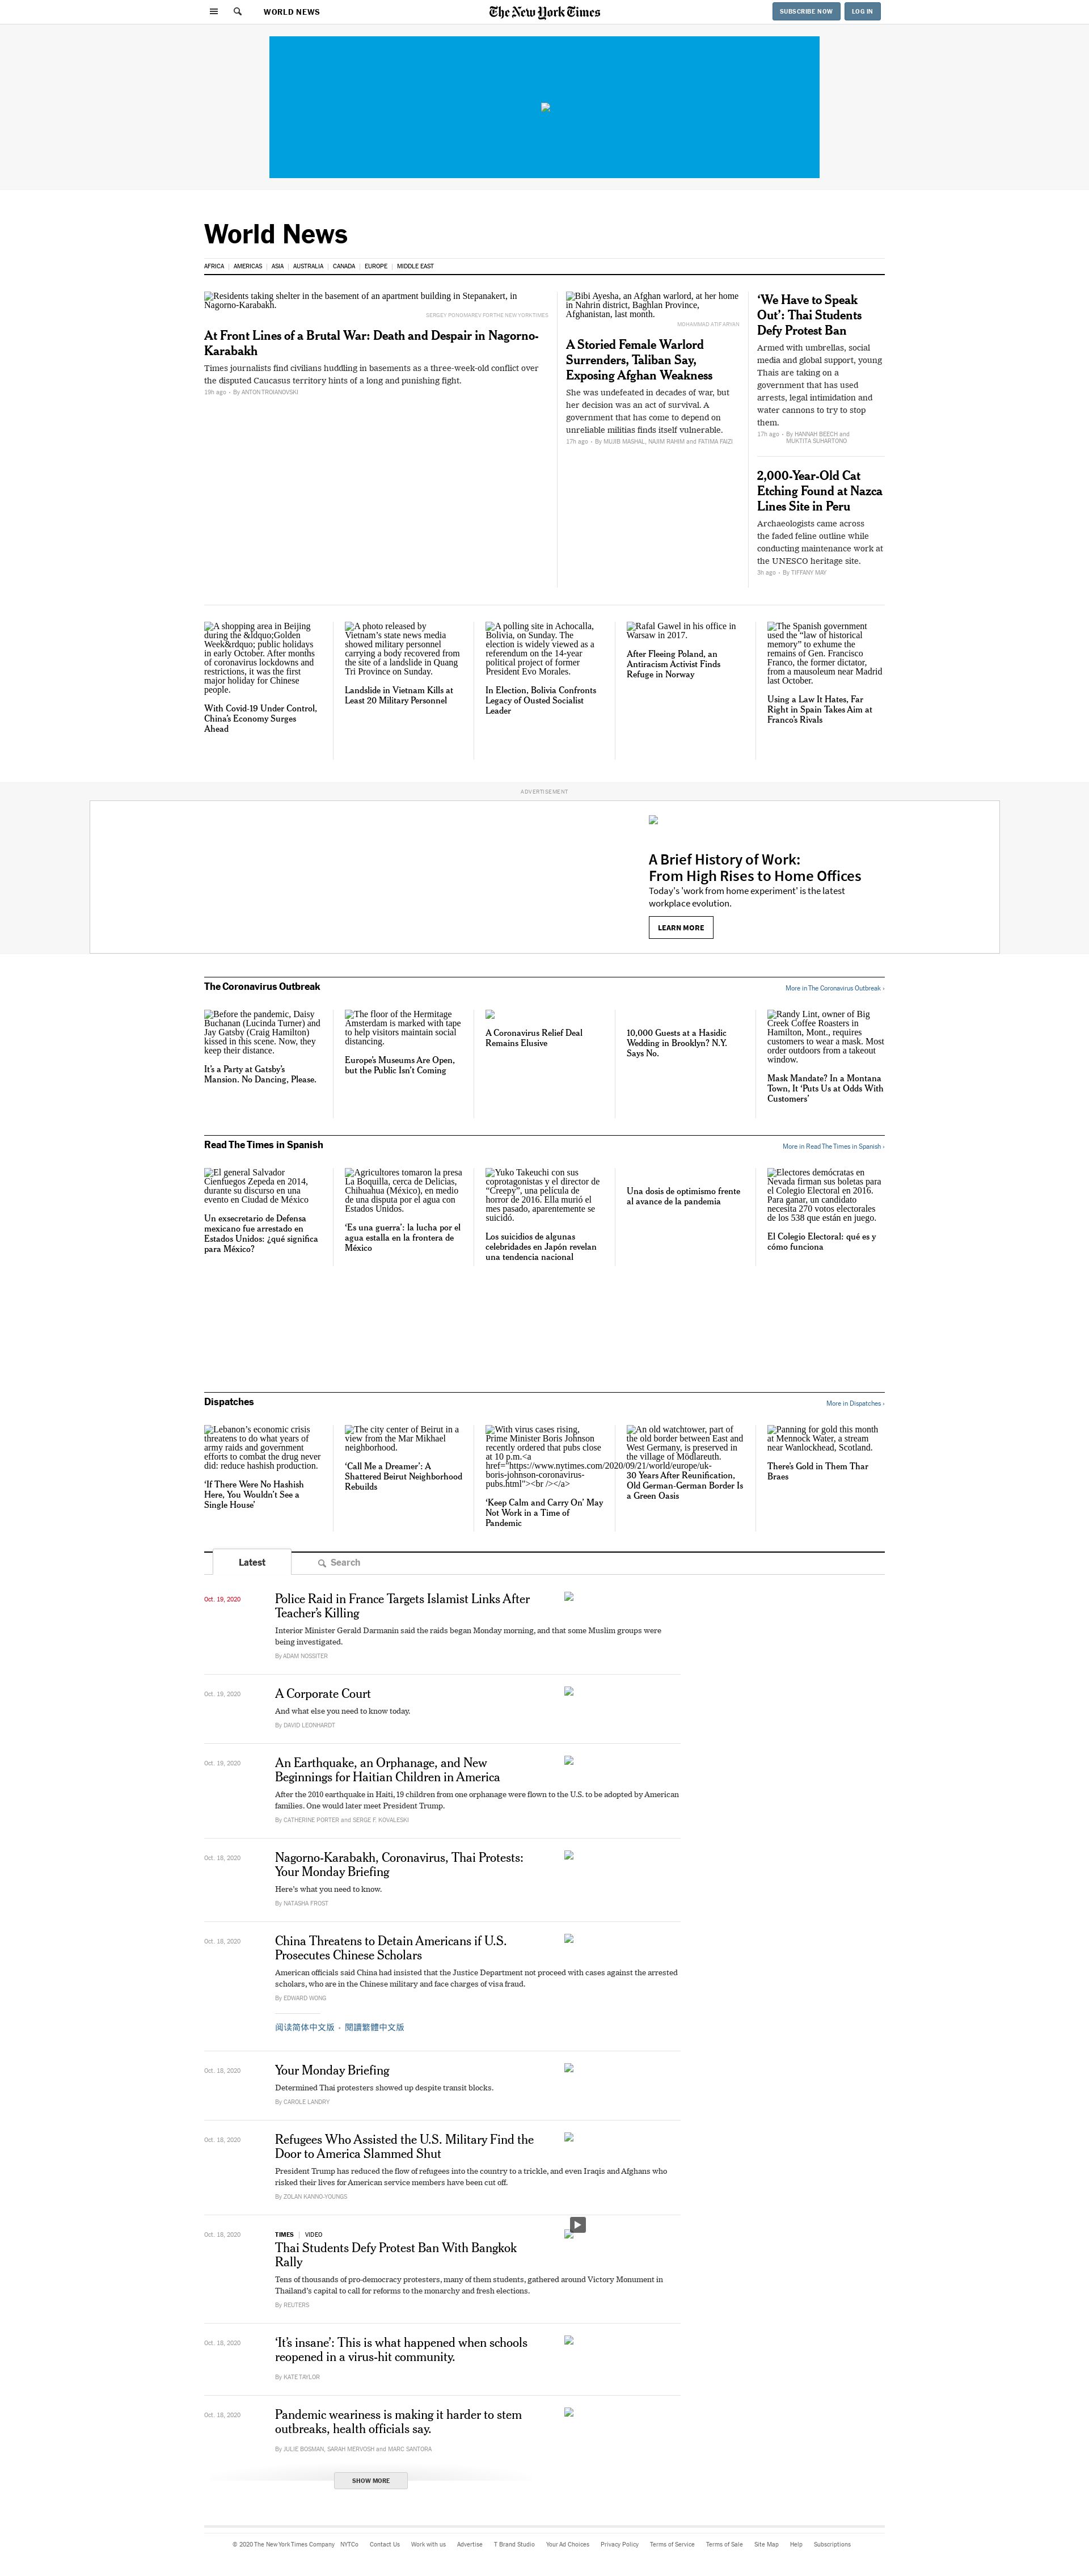 WORLD NEWS
The New York Times
SUBSCRIBE NOW
LOG IN
World News
AFRICA | AMERICAS | ASIA | AUSTRALIA | CANADA | EUROPE | MIDDLE EAST
Residents taking shelter in the basement of an apartment building in Stepanakert, in
Nagorno-Karabakh.
SERGEY PONOMAREV FOR THE NEW YORK TIMES
At Front Lines of a Brutal War: Death and Despair in Nagorno-
Karabakh
Times journalists find civilians huddling in basements as a three-week-old conflict over
the disputed Caucasus territory hints of a long and punishing fight.
19h ago • By ANTON TROIANOVSKI
Bibi Ayesha, an Afghan warlord, at her home
in Nahrin district, Baghlan Province,
Afghanistan, last month.
MOHAMMAD ATIF ARYAN
A Storied Female Warlord
Surrenders, Taliban Say,
Exposing Afghan Weakness
She was undefeated in decades of war, but
her decision was an act of survival. A
government that has come to depend on
unreliable militias finds itself vulnerable.
17h ago • By MUJIB MASHAL, NAJIM RAHIM and FATIMA FAIZI
‘We Have to Speak
Out’: Thai Students
Defy Protest Ban
Armed with umbrellas, social
media and global support, young
Thais are taking on a
government that has used
arrests, legal intimidation and
water cannons to try to stop
them.
17h ago • By HANNAH BEECH and
MUKTITA SUHARTONO
2,000-Year-Old Cat
Etching Found at Nazca
Lines Site in Peru
Archaeologists came across
the faded feline outline while
conducting maintenance work at
the UNESCO heritage site.
3h ago • By TIFFANY MAY
A shopping area in Beijing
during the &ldquo;Golden
Week&rdquo; public holidays
in early October. After months
of coronavirus lockdowns and
restrictions, it was the first
major holiday for Chinese
people.
With Covid-19 Under Control,
China’s Economy Surges
Ahead
A photo released by
Vietnam’s state news media
showed military personnel
carrying a body recovered from
the site of a landslide in Quang
Tri Province on Sunday.
Landslide in Vietnam Kills at
Least 20 Military Personnel
A polling site in Achocalla,
Bolivia, on Sunday. The
election is widely viewed as a
referendum on the 14-year
political project of former
President Evo Morales.
In Election, Bolivia Confronts
Legacy of Ousted Socialist
Leader
Rafal Gawel in his office in
Warsaw in 2017.
After Fleeing Poland, an
Antiracism Activist Finds
Refuge in Norway
The Spanish government
used the “law of historical
memory” to exhume the
remains of Gen. Francisco
Franco, the former dictator,
from a mausoleum near Madrid
last October.
Using a Law It Hates, Far
Right in Spain Takes Aim at
Franco’s Rivals
ADVERTISEMENT
A Brief History of Work:
From High Rises to Home Offices
Today's 'work from home experiment' is the latest
workplace evolution.
LEARN MORE
The Coronavirus Outbreak
More in The Coronavirus Outbreak ›
Before the pandemic, Daisy
Buchanan (Lucinda Turner) and
Jay Gatsby (Craig Hamilton)
kissed in this scene. Now, they
keep their distance.
It’s a Party at Gatsby’s
Mansion. No Dancing, Please.
The floor of the Hermitage
Amsterdam is marked with tape
to help visitors maintain social
distancing.
Europe’s Museums Are Open,
but the Public Isn’t Coming
A Coronavirus Relief Deal
Remains Elusive
10,000 Guests at a Hasidic
Wedding in Brooklyn? N.Y.
Says No.
Randy Lint, owner of Big
Creek Coffee Roasters in
Hamilton, Mont., requires
customers to wear a mask. Most
order outdoors from a takeout
window.
Mask Mandate? In a Montana
Town, It ‘Puts Us at Odds With
Customers’
Read The Times in Spanish
More in Read The Times in Spanish ›
El general Salvador
Cienfuegos Zepeda en 2014,
durante su discurso en una
evento en Ciudad de México
Un exsecretario de Defensa
mexicano fue arrestado en
Estados Unidos: ¿qué significa
para México?
Agricultores tomaron la presa
La Boquilla, cerca de Delicias,
Chihuahua (México), en medio
de una disputa por el agua con
Estados Unidos.
‘Es una guerra’: la lucha por el
agua estalla en la frontera de
México
Yuko Takeuchi con sus
coprotagonistas y el director de
“Creepy”, una película de
horror de 2016. Ella murió el
mes pasado, aparentemente se
suicidó.
Los suicidios de algunas
celebridades en Japón revelan
una tendencia nacional
Una dosis de optimismo frente
al avance de la pandemia
Electores demócratas en
Nevada firman sus boletas para
el Colegio Electoral en 2016.
Para ganar, un candidato
necesita 270 votos electorales
de los 538 que están en juego.
El Colegio Electoral: qué es y
cómo funciona
Dispatches
More in Dispatches ›
Lebanon’s economic crisis
threatens to do what years of
army raids and government
efforts to combat the drug never
did: reduce hashish production.
‘If There Were No Hashish
Here, You Wouldn’t See a
Single House’
The city center of Beirut in a
view from the Mar Mikhael
neighborhood.
‘Call Me a Dreamer’: A
Shattered Beirut Neighborhood
Rebuilds
With virus cases rising,
Prime Minister Boris Johnson
recently ordered that pubs close
at 10 p.m.<a
href="https://www.nytimes.com/2020/09/21/world/europe/uk-
boris-johnson-coronavirus-
pubs.html"><br /></a>
‘Keep Calm and Carry On’ May
Not Work in a Time of
Pandemic
An old watchtower, part of
the old border between East and
West Germany, is preserved in
the village of Mödlareuth.
30 Years After Reunification,
Old German-German Border Is
a Green Oasis
Panning for gold this month
at Mennock Water, a stream
near Wanlockhead, Scotland.
There’s Gold in Them Thar
Braes
Latest
Search
Oct. 19, 2020
Police Raid in France Targets Islamist Links After
Teacher’s Killing
Interior Minister Gerald Darmanin said the raids began Monday morning, and that some Muslim groups were
being investigated.
By ADAM NOSSITER
Oct. 19, 2020
A Corporate Court
And what else you need to know today.
By DAVID LEONHARDT
Oct. 19, 2020
An Earthquake, an Orphanage, and New
Beginnings for Haitian Children in America
After the 2010 earthquake in Haiti, 19 children from one orphanage were flown to the U.S. to be adopted by American
families. One would later meet President Trump.
By CATHERINE PORTER and SERGE F. KOVALESKI
Oct. 18, 2020
Nagorno-Karabakh, Coronavirus, Thai Protests:
Your Monday Briefing
Here’s what you need to know.
By NATASHA FROST
Oct. 18, 2020
China Threatens to Detain Americans if U.S.
Prosecutes Chinese Scholars
American officials said China had insisted that the Justice Department not proceed with cases against the arrested
scholars, who are in the Chinese military and face charges of visa fraud.
By EDWARD WONG
阅读简体中文版 • 閱讀繁體中文版
Oct. 18, 2020
Your Monday Briefing
Determined Thai protesters showed up despite transit blocks.
By CAROLE LANDRY
Oct. 18, 2020
Refugees Who Assisted the U.S. Military Find the
Door to America Slammed Shut
President Trump has reduced the flow of refugees into the country to a trickle, and even Iraqis and Afghans who
risked their lives for American service members have been cut off.
By ZOLAN KANNO-YOUNGS
Oct. 18, 2020
TIMES | VIDEO
Thai Students Defy Protest Ban With Bangkok
Rally
Tens of thousands of pro-democracy protesters, many of them students, gathered around Victory Monument in
Thailand’s capital to call for reforms to the monarchy and fresh elections.
By REUTERS
Oct. 18, 2020
‘It’s insane’: This is what happened when schools
reopened in a virus-hit community.
By KATE TAYLOR
Oct. 18, 2020
Pandemic weariness is making it harder to stem
outbreaks, health officials say.
By JULIE BOSMAN, SARAH MERVOSH and MARC SANTORA
SHOW MORE
© 2020 The New York Times Company NYTCo Contact Us Work with us Advertise T Brand Studio Your Ad Choices Privacy Policy Terms of Service Terms of Sale Site Map Help Subscriptions